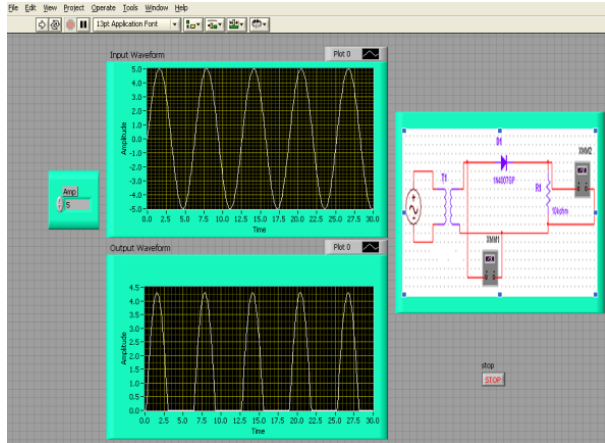 File Edit View Project Operate Tools Window Help
13pt Application Font
Input Waveform
Plot 0
5.0
4.0
3.0
2.0
1.0
0.0
-1.0
-2.0
-3.0
-4.0
-5.0
Amplitude
0.0 2.5 5.0 7.5 10.0 12.5 15.0 17.5 20.0 22.5 25.0 27.5 30.0
Time
Amp
5
D1
1N4007GP
XMM2
T1
R1
10kohm
XMM1
Output Waveform
Plot 0
4.5
4.0
3.5
3.0
2.5
2.0
1.5
1.0
0.5
0.0
Amplitude
0.0 2.5 5.0 7.5 10.0 12.5 15.0 17.5 20.0 22.5 25.0 27.5 30.0
Time
stop
STOP